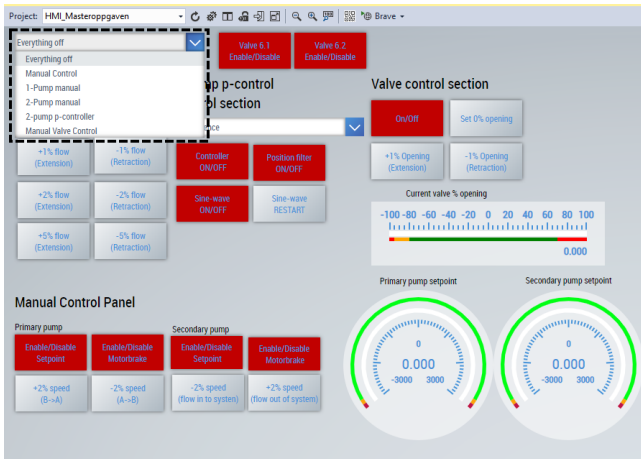 Project: HMI_Masteroppgaven
Brave
Everything off
Everything off
Manual Control
1-Pump manual
2-Pump manual
2-pump p-controller
Manual Valve Control
Valve 6.1
Enable/Disable
Valve 6.2
Enable/Disable
p-control
section
Valve control
section
On/Off
Set 0% opening
+1% flow
(Extension)
-1% flow
(Retraction)
Controller
ON/OFF
Position filter
ON/OFF
+1% Opening
(Extension)
-1% Opening
(Retraction)
+2% flow
(Extension)
-2% flow
(Retraction)
Sine-wave
ON/OFF
Sine-wave
RESTART
+5% flow
(Extension)
-5% flow
(Retraction)
Current valve % opening
-100 -80 -60 -40 -20 0 20 40 60 80 100
0.000
Manual Control Panel
Primary pump
Secondary pump
Enable/Disable
Setpoint
Enable/Disable
Motorbrake
Enable/Disable
Setpoint
Enable/Disable
Motorbrake
+2% speed
(B->A)
-2% speed
(A->B)
-2% speed
(flow in to systen)
+2% speed
(flow out of system)
Primary pump setpoint
0
0.000
-3000 3000
Secondary pump setpoint
0
0.000
-3000 3000